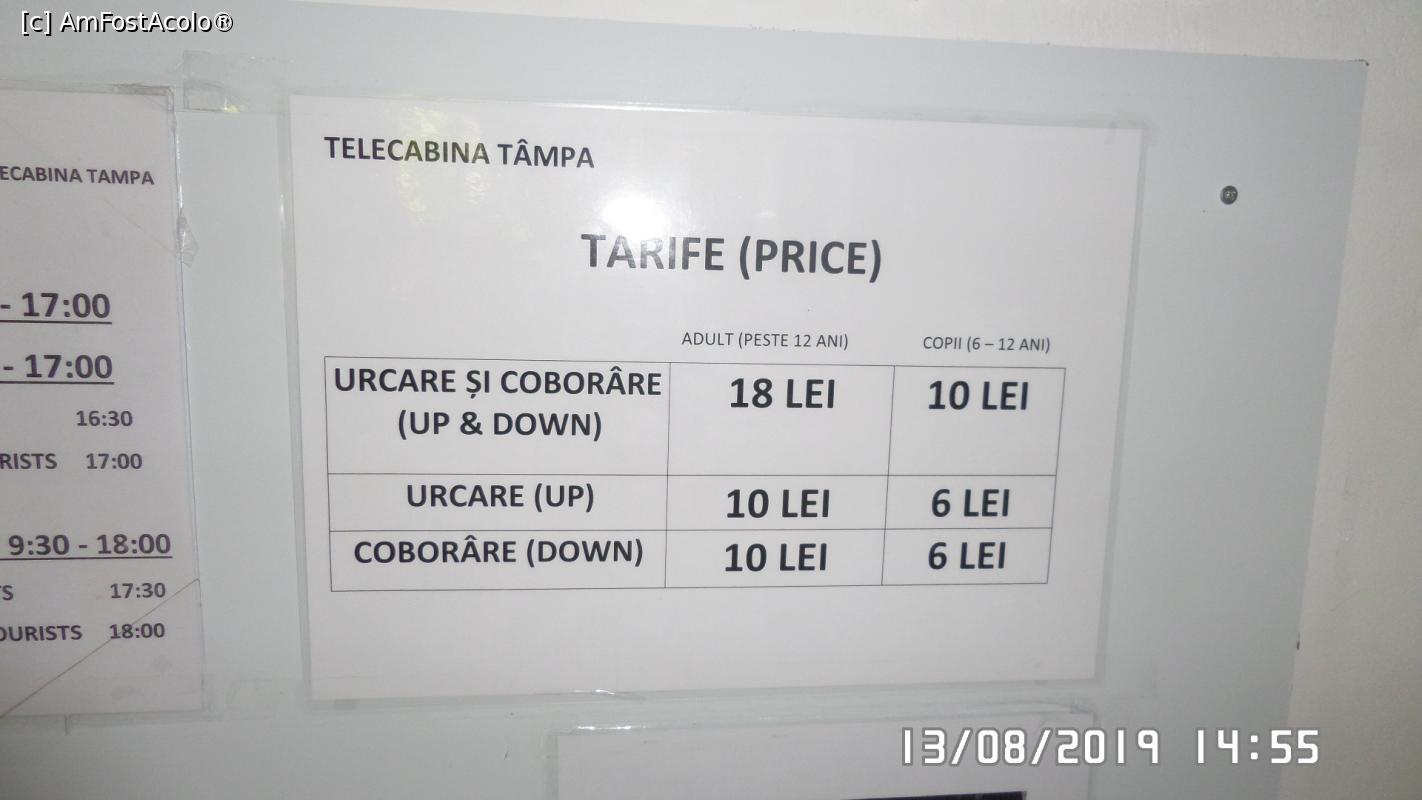 [c] AmFostAcolo®
ECABINA TAMPA
- 17:00
- 17:00
16:30
RISTS 17:00
9:30 - 18:00
TS 17:30
OURISTS 18:00
TELECABINA TÂMPA
TARIFE (PRICE)
ADULT (PESTE 12 ANI) COPII (6 – 12 ANI)
URCARE ȘI COBORÂRE 18 LEI 10 LEI
(UP & DOWN)
URCARE (UP) 10 LEI 6 LEI
COBORÂRE (DOWN) 10 LEI 6 LEI
13/08/2019 14:55